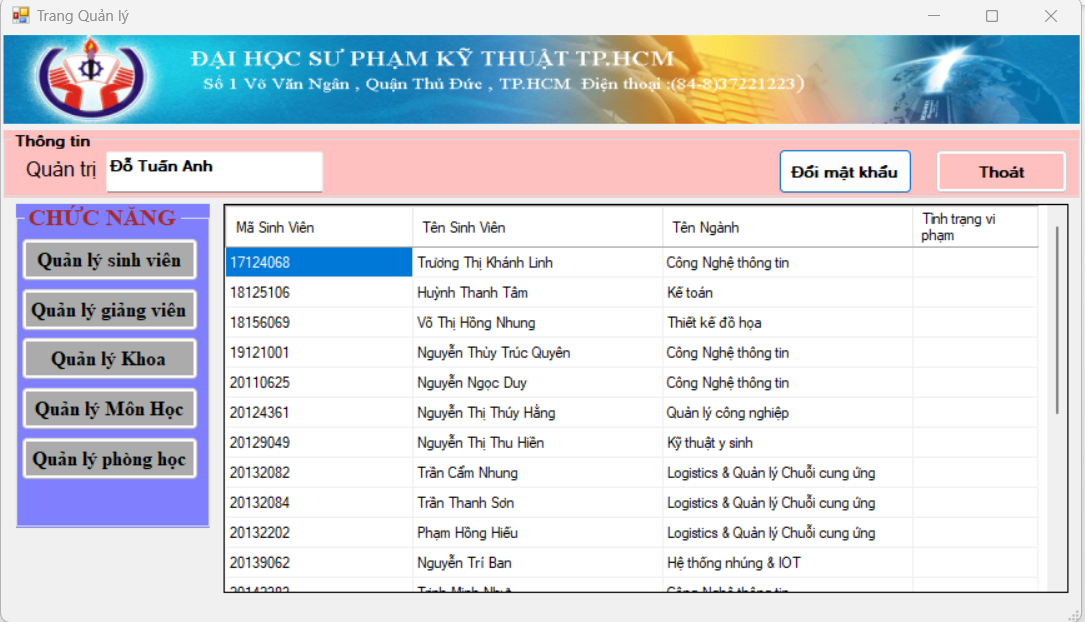 Trang Quản lý
ĐẠI HỌC SƯ PHẠM KỸ THUẬT TP.HCM
Số 1 Võ Văn Ngân , Quận Thủ Đức , TP.HCM Điện thoại :(84-8)37221223)
Thông tin
Quản trị Đỗ Tuấn Anh Đổi mật khẩu Thoát
CHỨC NĂNG
Quản lý sinh viên
Quản lý giảng viên
Quản lý Khoa
Quản lý Môn Học
Quản lý phòng học
Mã Sinh Viên Tên Sinh Viên Tên Ngành Tình trạng vi
phạm
17124068 Trương Thị Khánh Linh Công Nghệ thông tin
18125106 Huỳnh Thanh Tâm Kế toán
18156069 Võ Thị Hồng Nhung Thiết kế đồ họa
19121001 Nguyễn Thùy Trúc Quyên Công Nghệ thông tin
20110625 Nguyễn Ngọc Duy Công Nghệ thông tin
20124361 Nguyễn Thị Thúy Hằng Quản lý công nghiệp
20129049 Nguyễn Thị Thu Hiền Kỹ thuật y sinh
20132082 Trần Cẩm Nhung Logistics & Quản lý Chuỗi cung ứng
20132084 Trần Thanh Sơn Logistics & Quản lý Chuỗi cung ứng
20132202 Phạm Hồng Hiếu Logistics & Quản lý Chuỗi cung ứng
20139062 Nguyễn Trí Ban Hệ thống nhúng & IOT
Công Nghệ thông tin